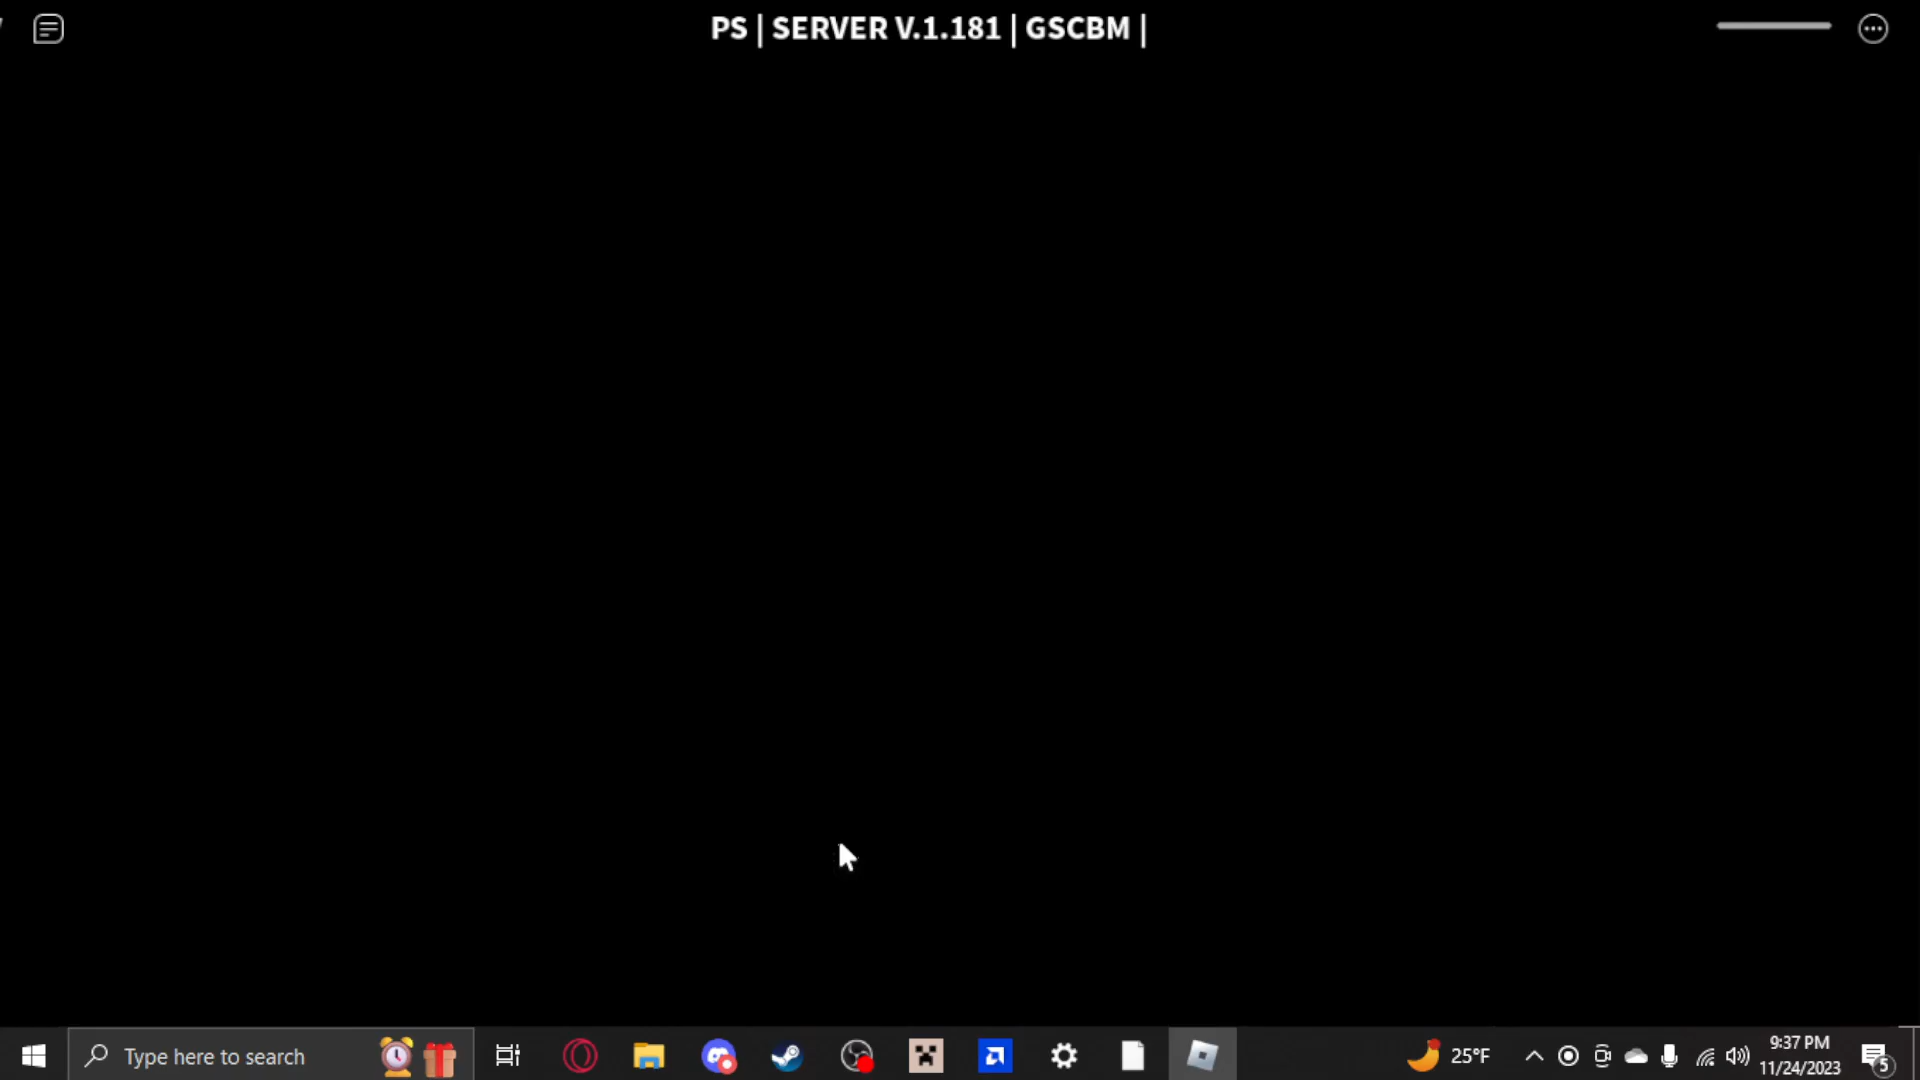 PS | SERVER V.1.181 | GSCBM |
Type here to search
25°F
9:37 PM
11/24/2023
5